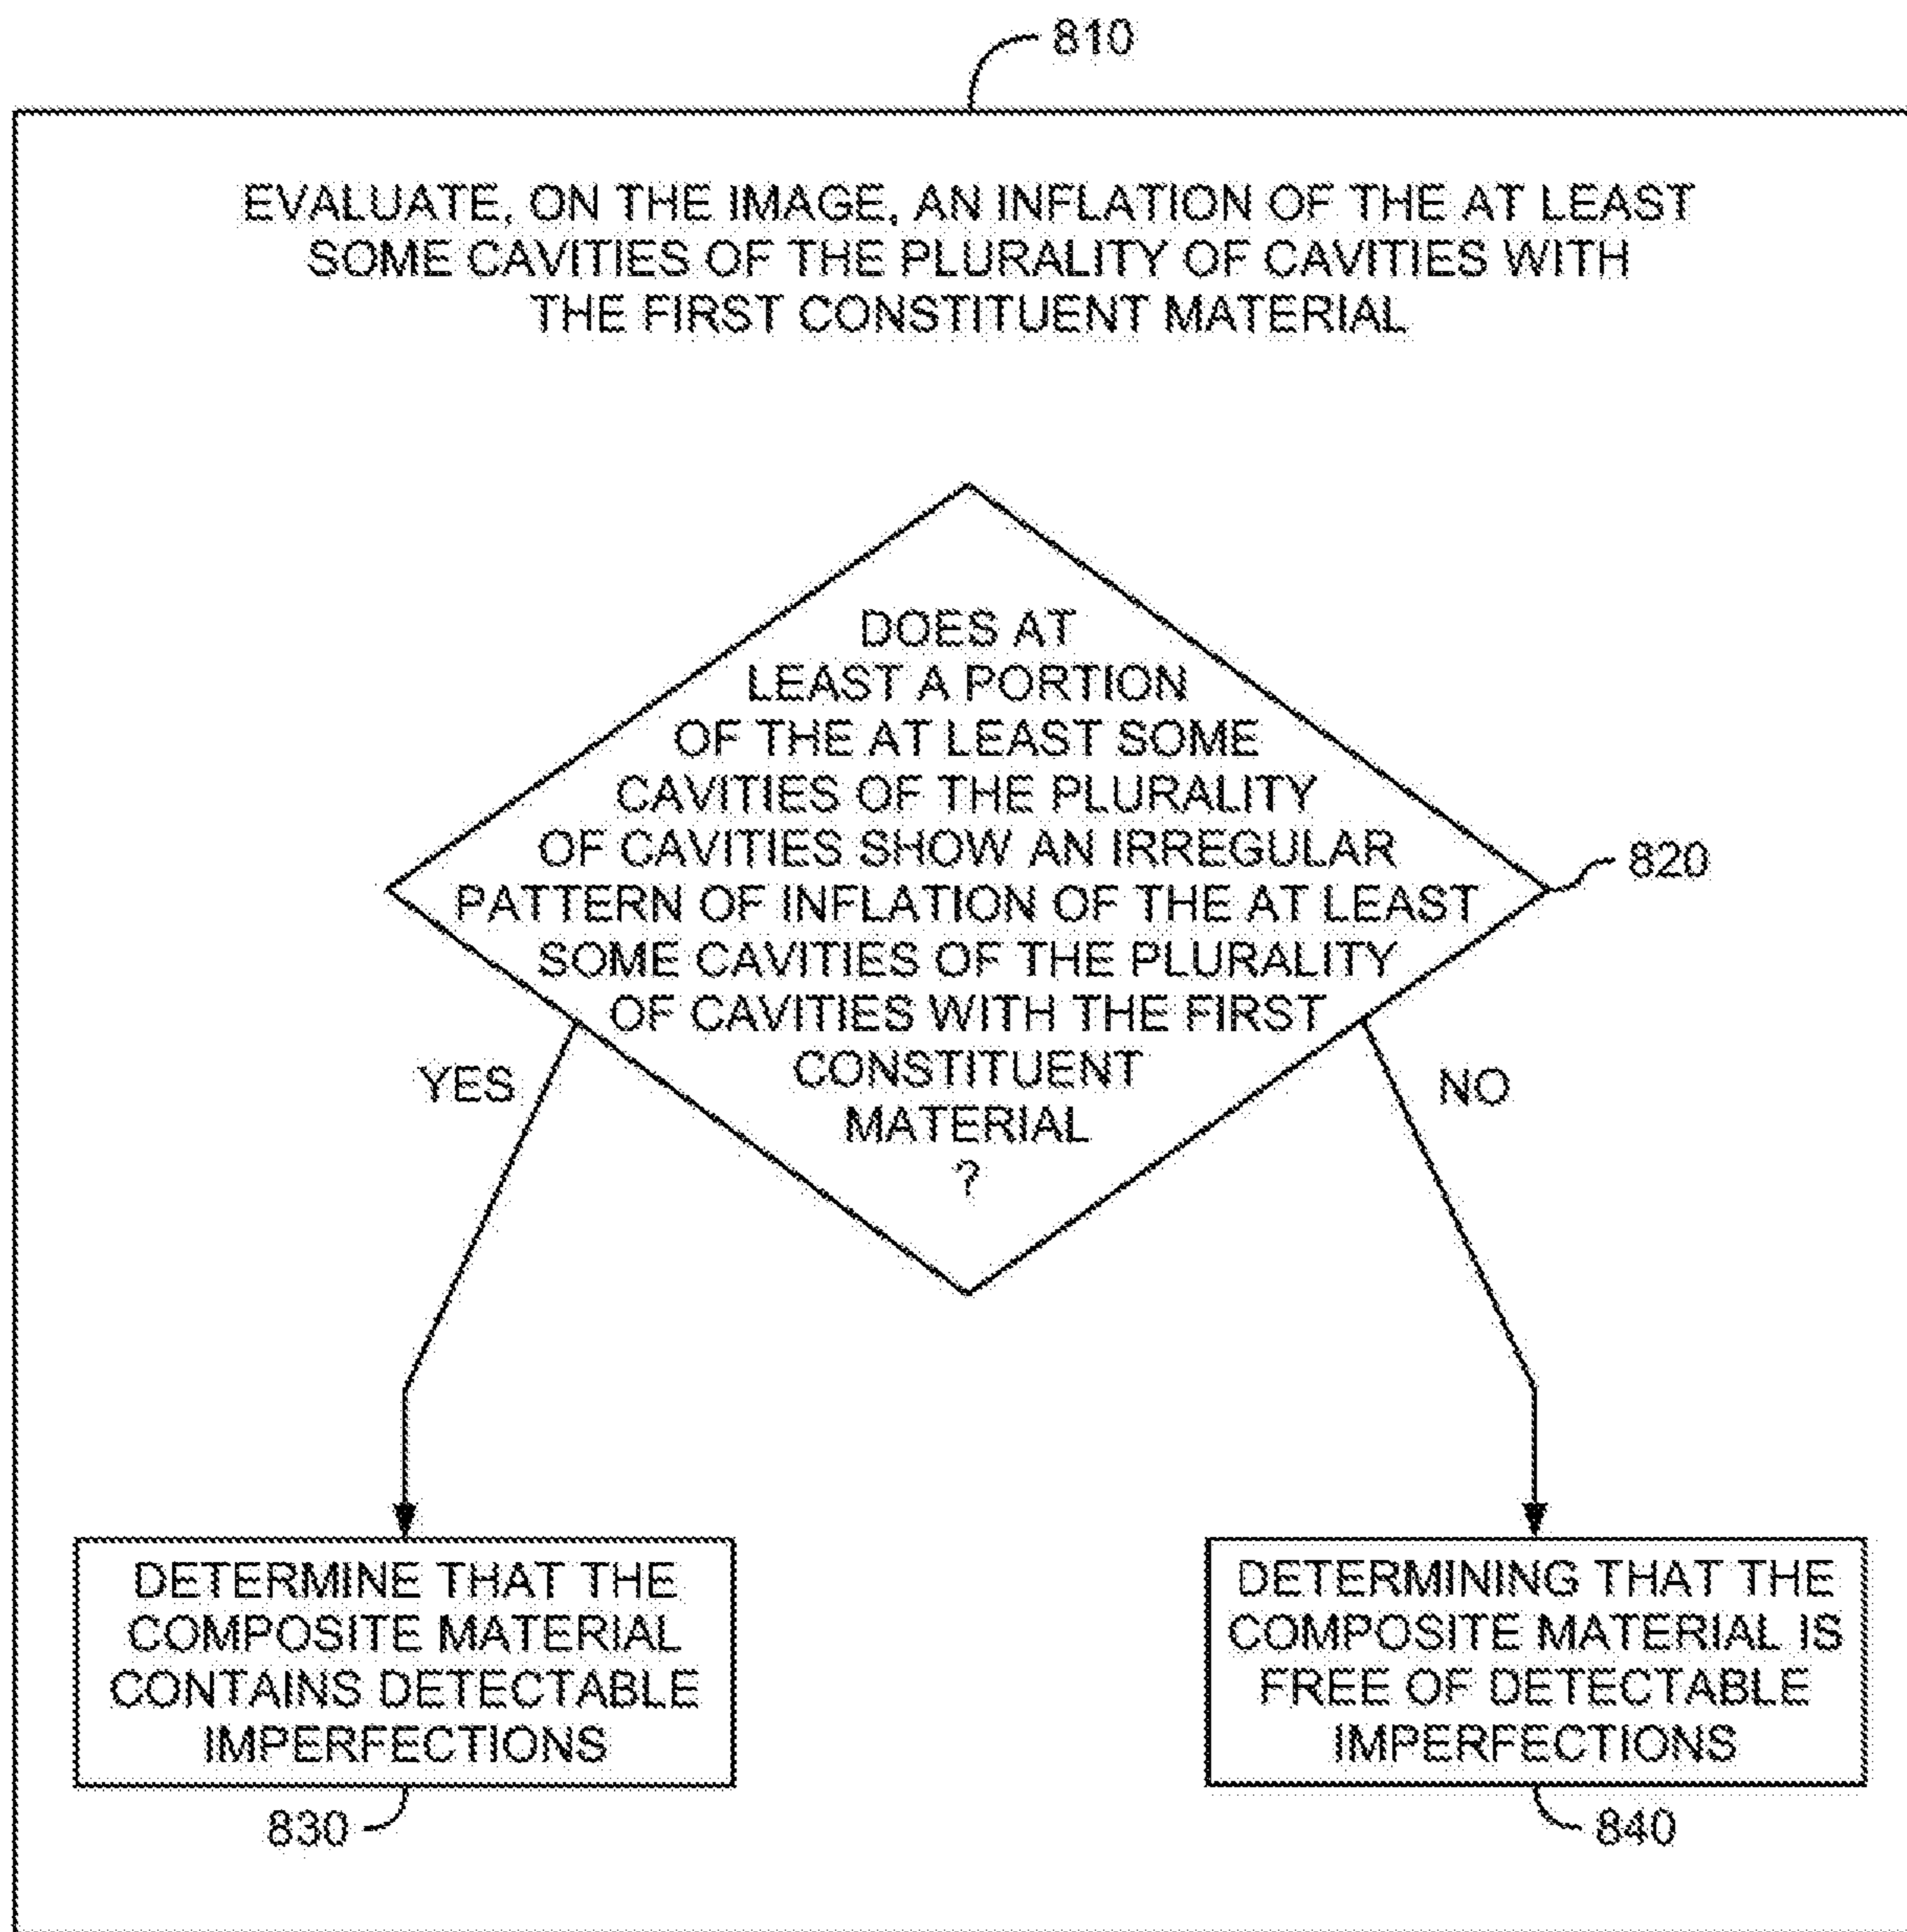 810
EVALUATE, ON THE IMAGE, AN INFLATION OF THE AT LEAST
SOME CAVITIES OF THE PLURALITY OF CAVITIES WITH
THE FIRST CONSTITUENT MATERIAL
DOES AT
LEAST A PORTION
OF THE AT LEAST SOME
CAVITIES OF THE PLURALITY
OF CAVITIES SHOW AN IRREGULAR
PATTERN OF INFLATION OF THE AT LEAST
SOME CAVITIES OF THE PLURALITY
OF CAVITIES WITH THE FIRST
CONSTITUENT
MATERIAL
?
820
YES
NO
DETERMINE THAT THE
COMPOSITE MATERIAL
CONTAINS DETECTABLE
IMPERFECTIONS
830
DETERMINING THAT THE
COMPOSITE MATERIAL IS
FREE OF DETECTABLE
IMPERFECTIONS
840